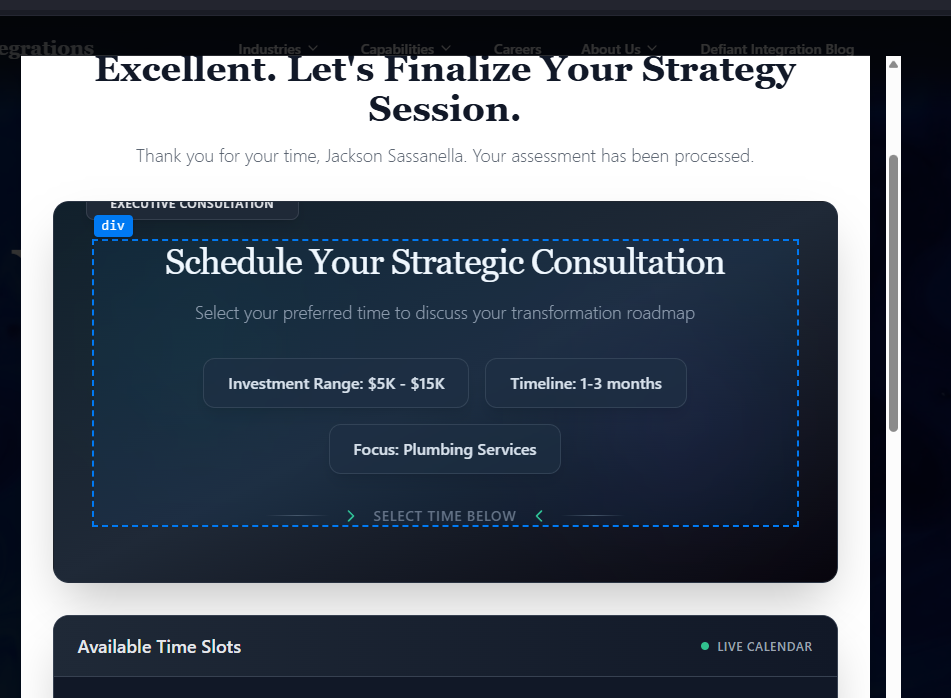 egrations
Industries
Capabilities
Careers
About Us
Defiant Integration Blog
Excellent. Let's Finalize Your Strategy
Session.
Thank you for your time, Jackson Sassanella. Your assessment has been processed.
EXECUTIVE CONSULTATION
div
Schedule Your Strategic Consultation
Select your preferred time to discuss your transformation roadmap
Investment Range: $5K - $15K
Timeline: 1-3 months
Focus: Plumbing Services
SELECT TIME BELOW
Available Time Slots
LIVE CALENDAR